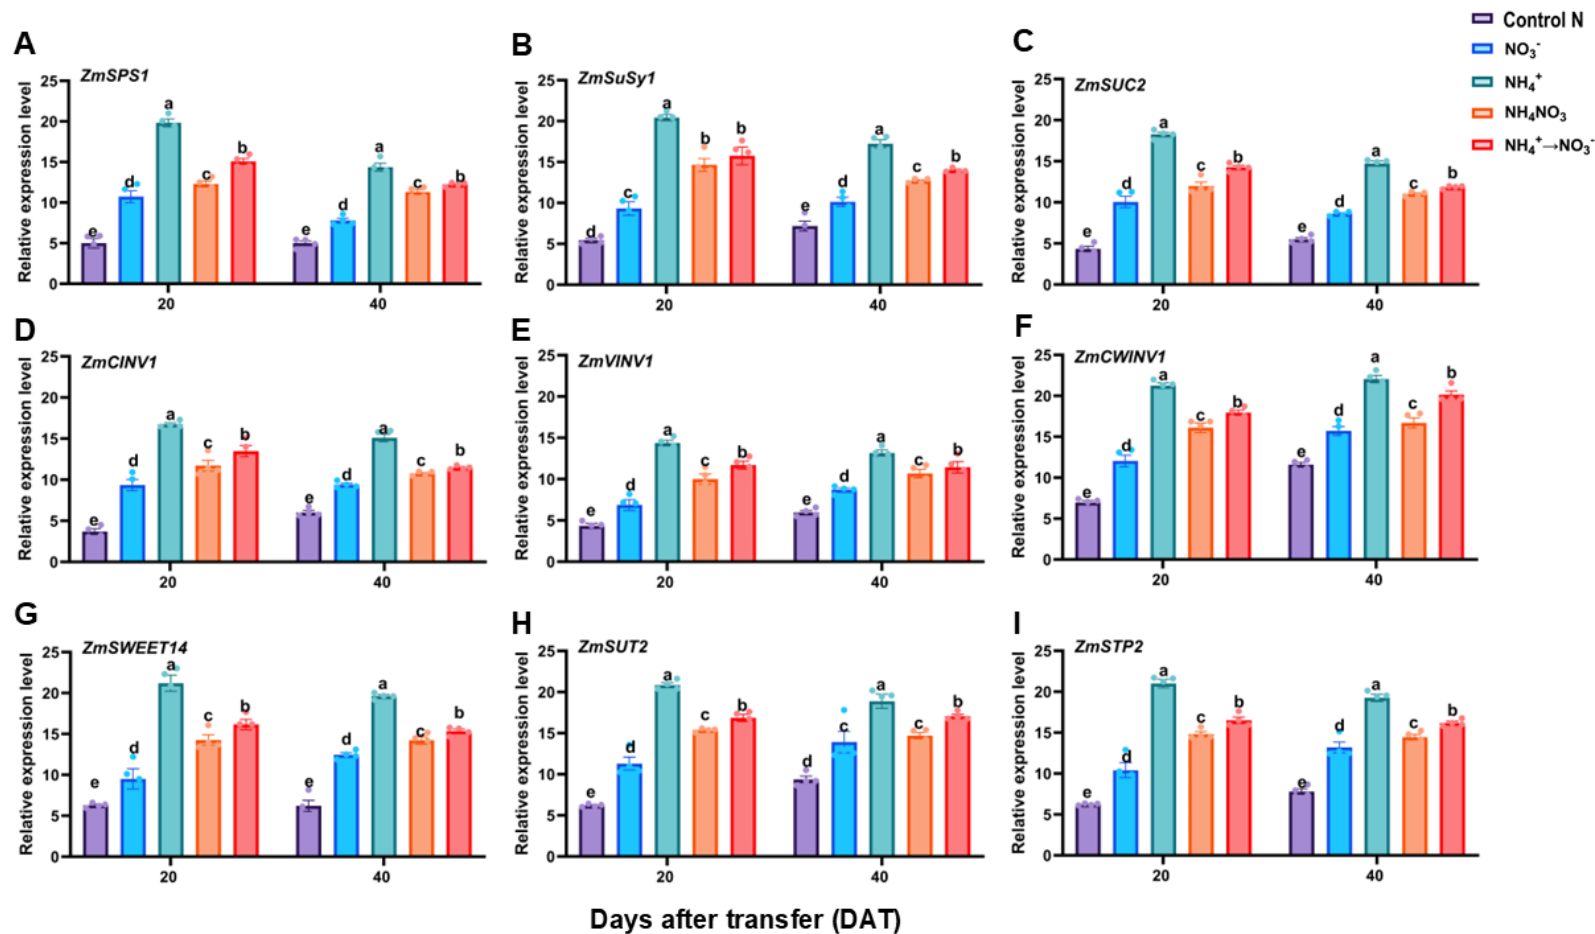 Control N
NO₃⁻
NH₄⁺
NH₄NO₃
NH₄⁺→NO₃⁻
A
ZmSPS1
Relative expression level
25
20
15
10
5
0
e d a c b
e d a c b
20 40
B
ZmSuSy1
Relative expression level
25
20
15
10
5
0
d c a b b
e d a c b
20 40
C
ZmSUC2
Relative expression level
25
20
15
10
5
0
e d a c b
e d a c b
20 40
D
ZmCINV1
Relative expression level
25
20
15
10
5
0
e d a c b
e d a c b
20 40
E
ZmVINV1
Relative expression level
25
20
15
10
5
0
e d a c b
e d a c b
20 40
F
ZmCWINV1
Relative expression level
25
20
15
10
5
0
e d a c b
e d a c b
20 40
G
ZmSWEET14
Relative expression level
25
20
15
10
5
0
e d a c b
e d a c b
20 40
H
ZmSUT2
Relative expression level
25
20
15
10
5
0
e d a c b
d c a c b
20 40
I
ZmSTP2
Relative expression level
25
20
15
10
5
0
e d a c b
e d a c b
20 40
Days after transfer (DAT)